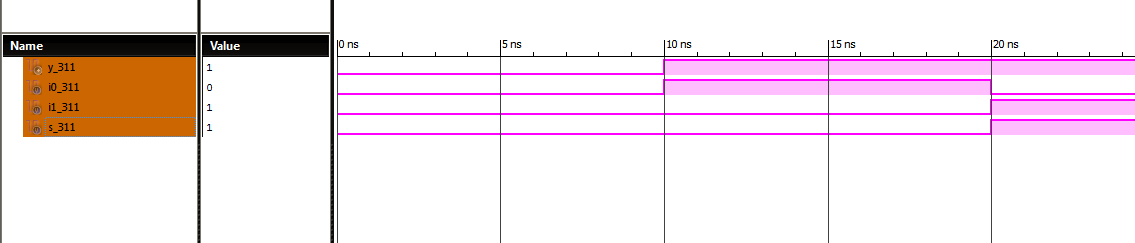 Name Value 0 ns 5 ns 10 ns 15 ns 20 ns
y_311 1
i0_311 0
i1_311 1
s_311 1